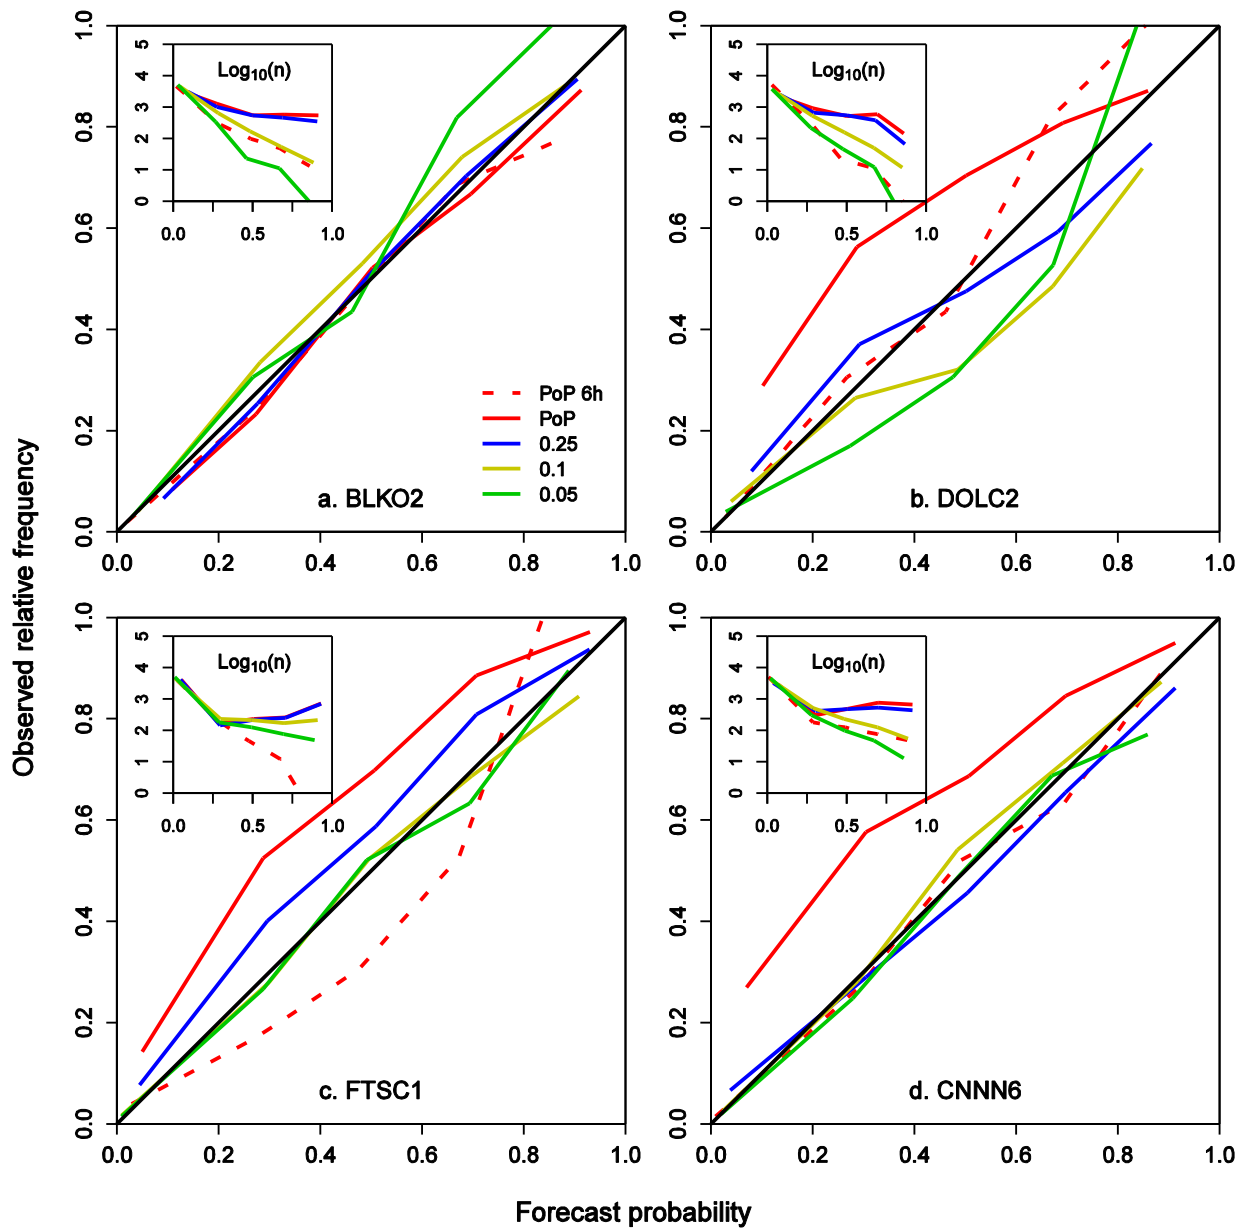 Observed relative frequency
1.0
0.8
0.6
0.4
0.2
0.0
5
4
3
2
1
0
Log10(n)
0.0 0.5 1.0
PoP 6h
PoP
0.25
0.1
0.05
a. BLKO2
0.0 0.2 0.4 0.6 0.8 1.0
1.0
0.8
0.6
0.4
0.2
0.0
5
4
3
2
1
0
Log10(n)
0.0 0.5 1.0
b. DOLC2
0.0 0.2 0.4 0.6 0.8 1.0
1.0
0.8
0.6
0.4
0.2
0.0
5
4
3
2
1
0
Log10(n)
0.0 0.5 1.0
c. FTSC1
0.0 0.2 0.4 0.6 0.8 1.0
1.0
0.8
0.6
0.4
0.2
0.0
5
4
3
2
1
0
Log10(n)
0.0 0.5 1.0
d. CNNN6
0.0 0.2 0.4 0.6 0.8 1.0
Forecast probability